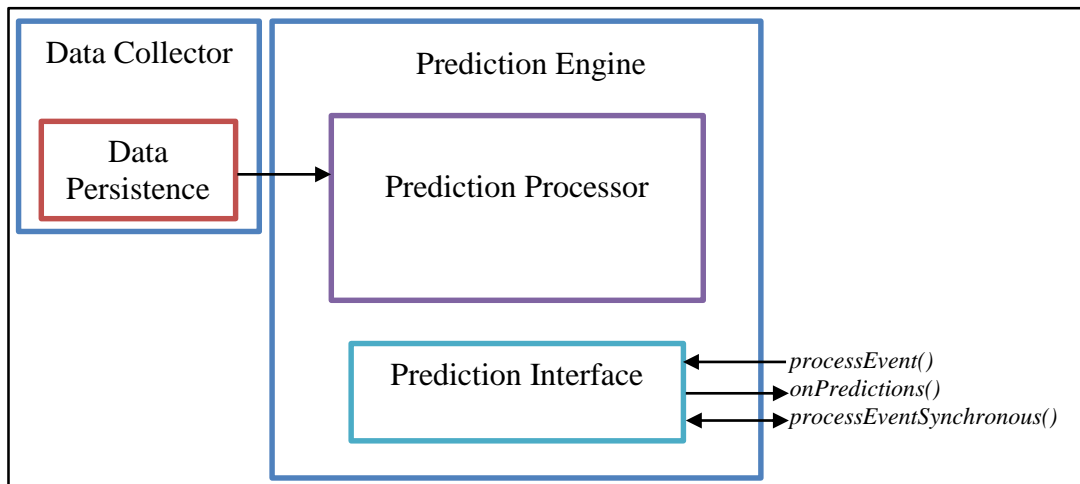 Data Collector
Data
Persistence
Prediction Engine
Prediction Processor
Prediction Interface
processEvent()
onPredictions()
processEventSynchronous()